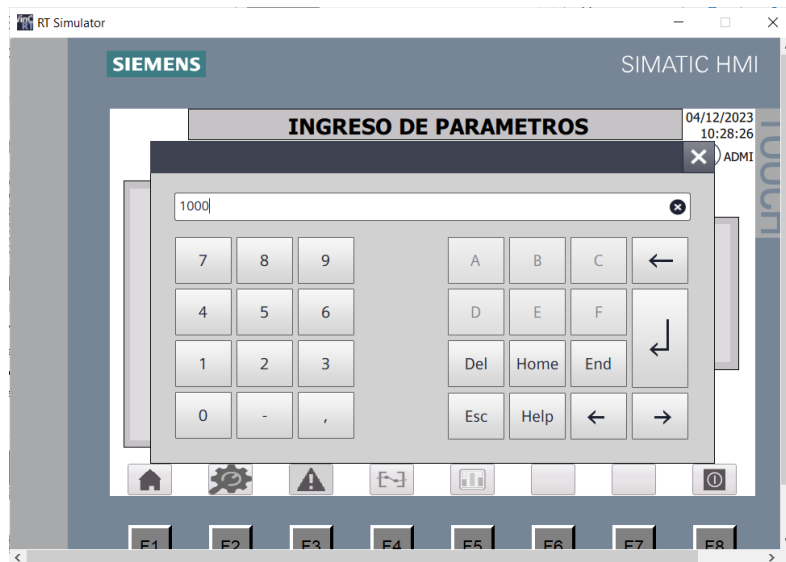 RT Simulator
SIEMENS
SIMATIC HMI
TOUCH
INGRESO DE PARAMETROS
04/12/2023
10:28:26
ADMI
1000
7 8 9 A B C
4 5 6 D E F
1 2 3 Del Home End
0 - , Esc Help
F1 F2 F3 F4 F5 F6 F7 F8